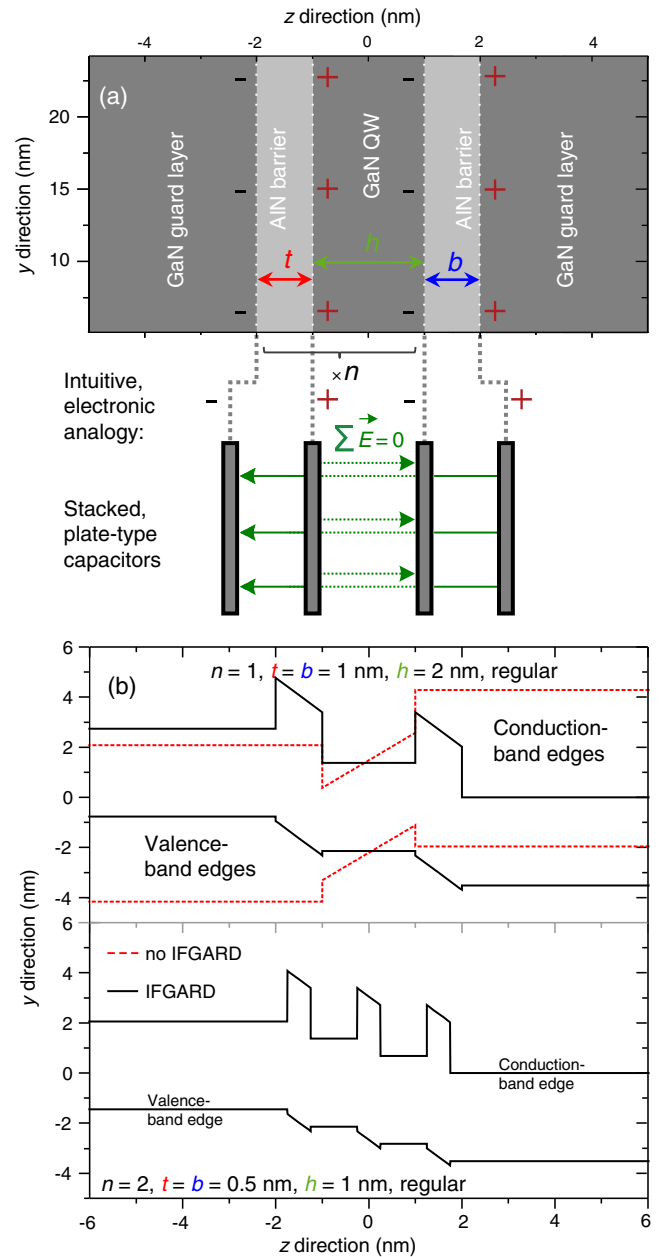 z direction (nm)
-4 -2 0 2 4
(a)
y direction (nm)
20
15
10
GaN guard layer
AlN barrier
GaN QW
AlN barrier
GaN guard layer
- + - +
- + - +
- + - +
t
h
b
×n
Intuitive,
electronic
analogy:
- + - +
∑ E = 0
Stacked,
plate-type
capacitors
(b)
n = 1, t = b = 1 nm, h = 2 nm, regular
Conduction-
band edges
Valence-
band edges
y direction (nm)
6
4
2
0
-2
-4
6
no IFGARD
IFGARD
Conduction-
band edge
Valence-
band edge
y direction (nm)
4
2
0
-2
-4
n = 2, t = b = 0.5 nm, h = 1 nm, regular
-6 -4 -2 0 2 4 6
z direction (nm)